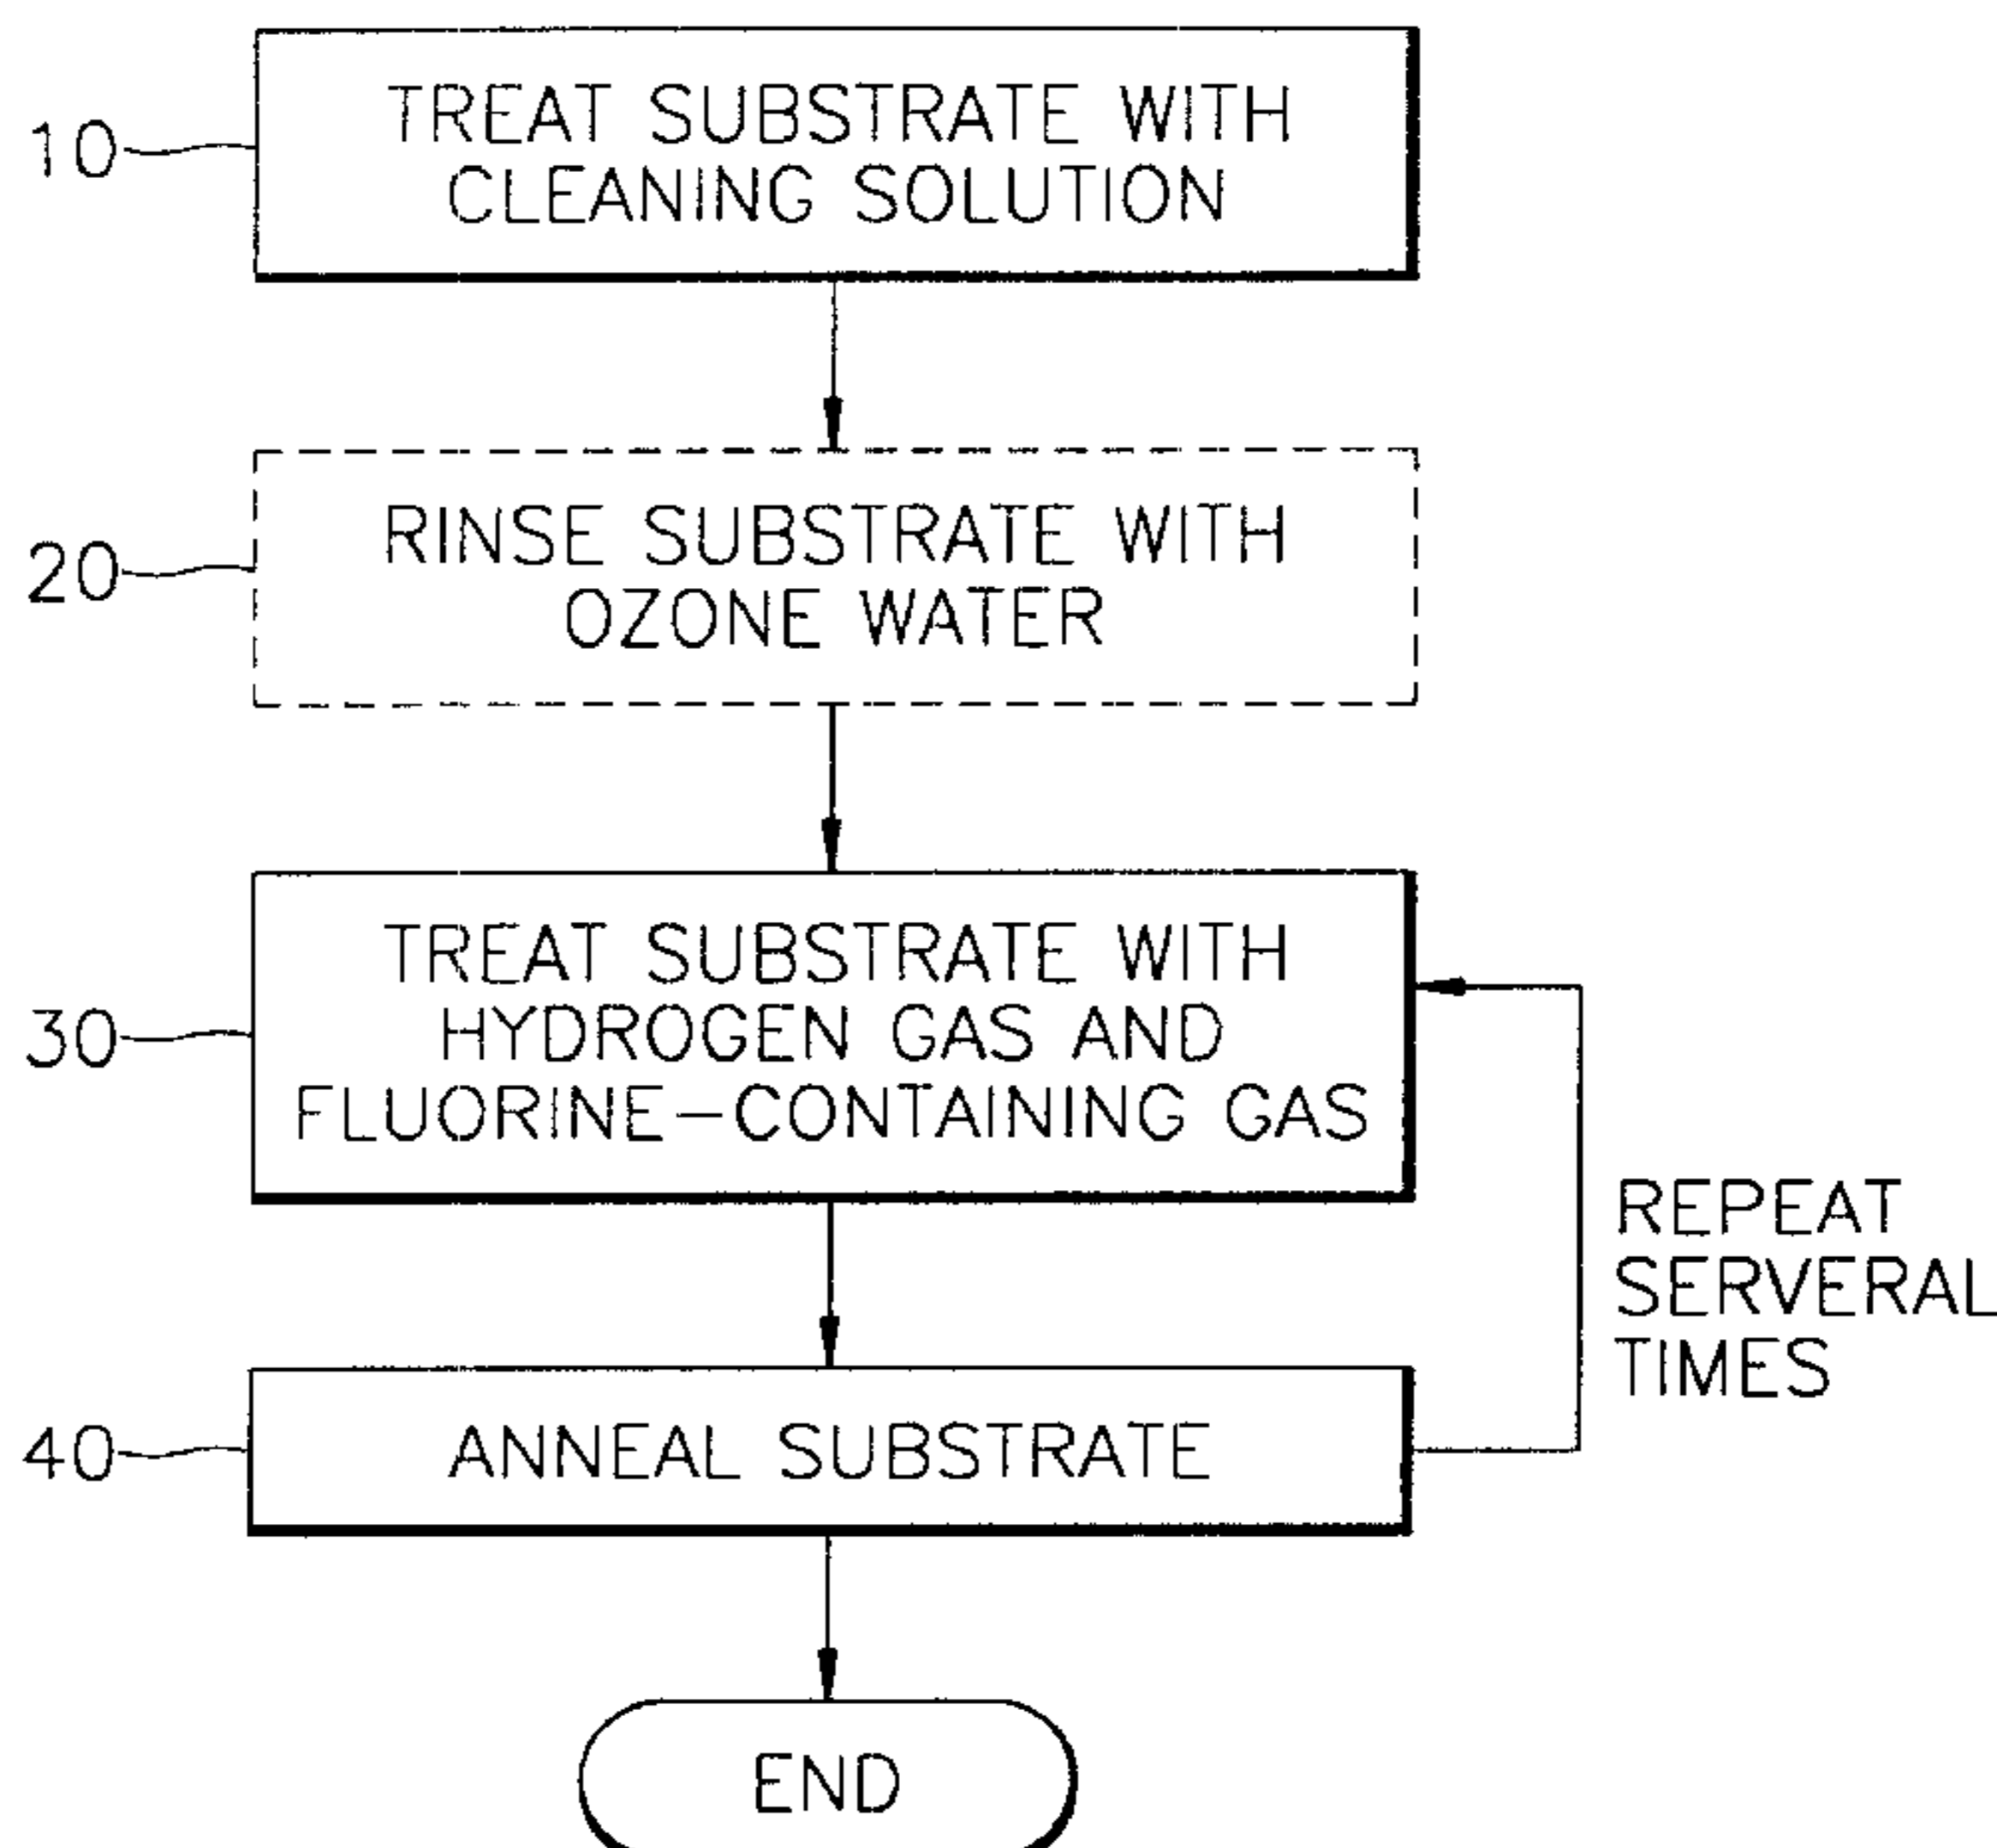 10
TREAT SUBSTRATE WITH
CLEANING SOLUTION
20
RINSE SUBSTRATE WITH
OZONE WATER
30
TREAT SUBSTRATE WITH
HYDROGEN GAS AND
FLUORINE-CONTAINING GAS
REPEAT
SERVERAL
TIMES
40
ANNEAL SUBSTRATE
END